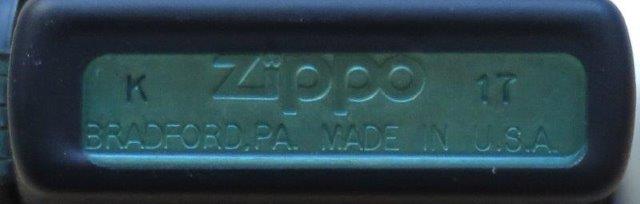 K Zippo 17
BRADFORD, PA. MADE IN U.S.A.